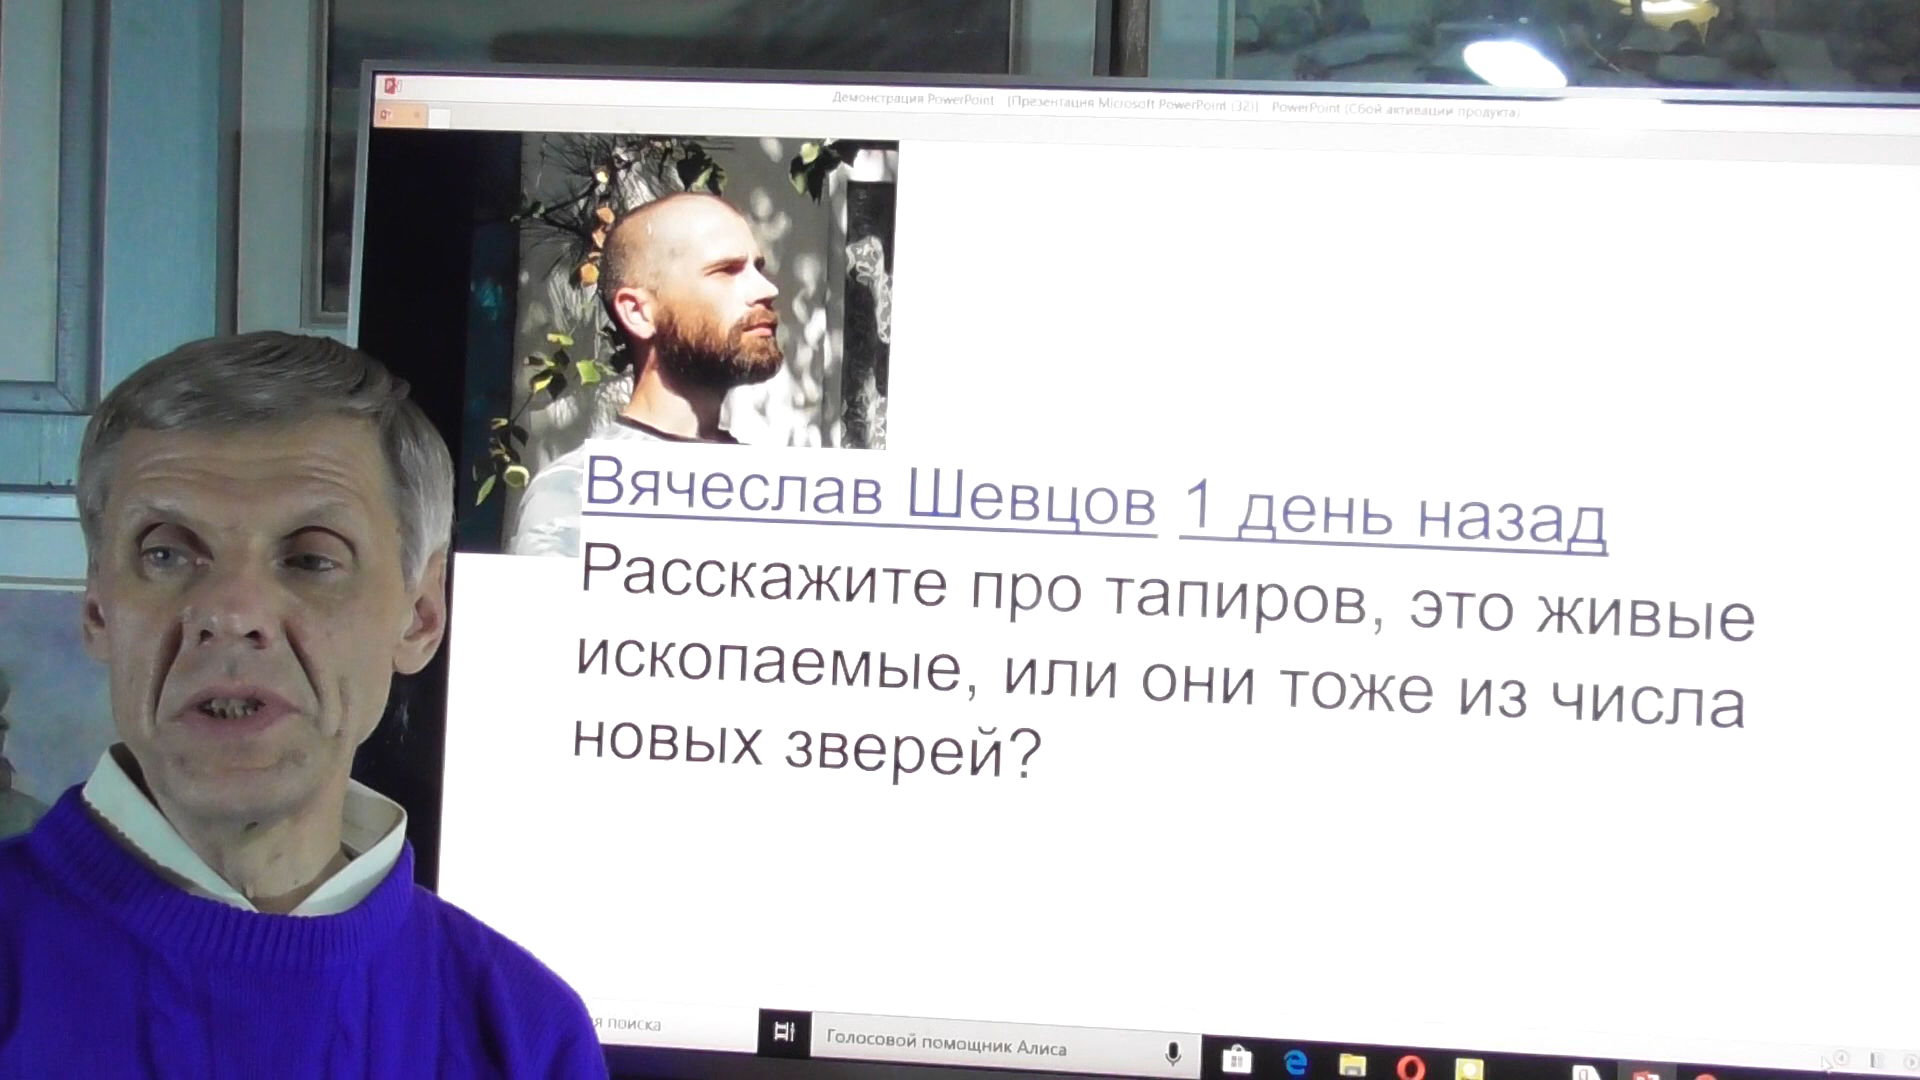 Демонстрация PowerPoint - [Презентация Microsoft PowerPoint (32)] - PowerPoint (Сбой активации продукта)
Вячеслав Шевцов 1 день назад
Расскажите про тапиров, это живые
ископаемые, или они тоже из числа
новых зверей?
я поиска
Голосовой помощник Алиса